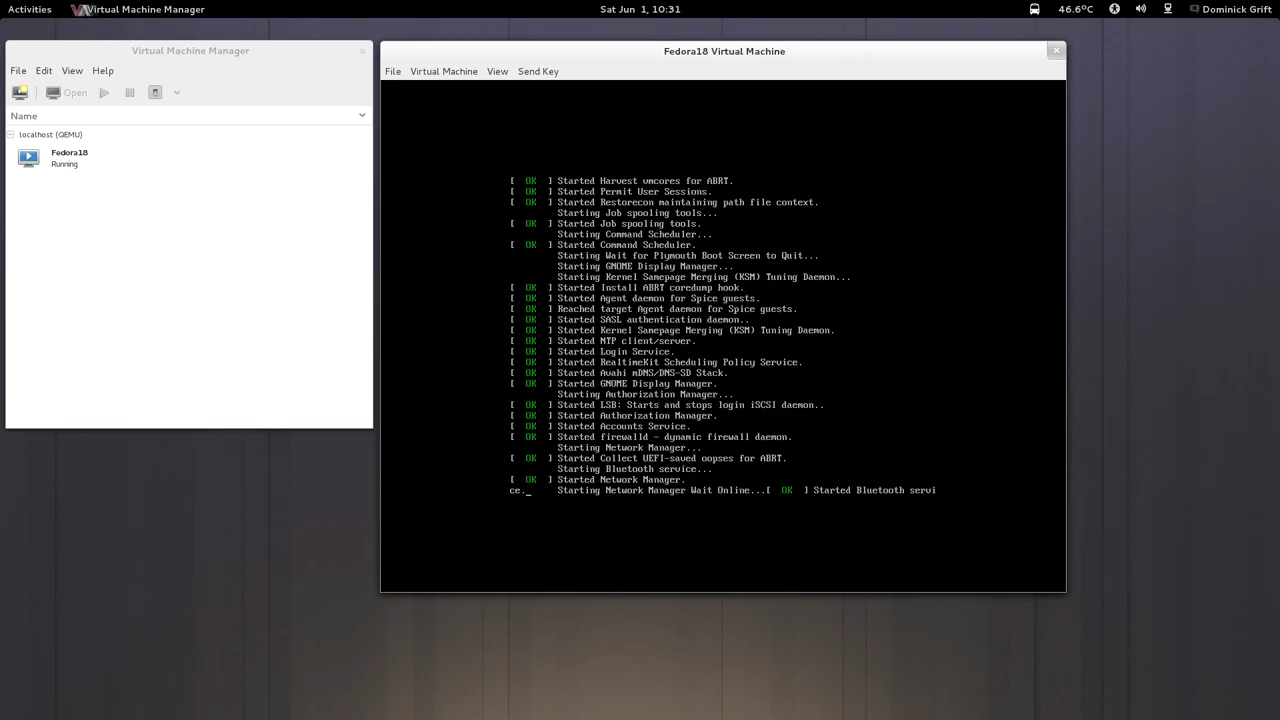 Activities
Virtual Machine Manager
Sat Jun 1, 10:31
46.6ºC
Dominick Grift
Virtual Machine Manager
File Edit View Help
Open
Name
localhost (QEMU)
Fedora18
Running
Fedora18 Virtual Machine
File Virtual Machine View Send Key
[  OK  ] Started Harvest vmcores for ABRT.
[  OK  ] Started Permit User Sessions.
[  OK  ] Started Restorecon maintaining path file context.
Starting Job spooling tools...
[  OK  ] Started Job spooling tools.
Starting Command Scheduler...
[  OK  ] Started Command Scheduler.
Starting Wait for Plymouth Boot Screen to Quit...
Starting GNOME Display Manager...
Starting Kernel Samepage Merging (KSM) Tuning Daemon...
[  OK  ] Started Install ABRT coredump hook.
[  OK  ] Started Agent daemon for Spice guests.
[  OK  ] Reached target Agent daemon for Spice guests.
[  OK  ] Started SASL authentication daemon..
[  OK  ] Started Kernel Samepage Merging (KSM) Tuning Daemon.
[  OK  ] Started NTP client/server.
[  OK  ] Started Login Service.
[  OK  ] Started RealtimeKit Scheduling Policy Service.
[  OK  ] Started Avahi mDNS/DNS-SD Stack.
[  OK  ] Started GNOME Display Manager.
Starting Authorization Manager...
[  OK  ] Started LSB: Starts and stops login iSCSI daemon..
[  OK  ] Started Authorization Manager.
[  OK  ] Started Accounts Service.
[  OK  ] Started firewalld - dynamic firewall daemon.
Starting Network Manager...
[  OK  ] Started Collect UEFI-saved oopses for ABRT.
Starting Bluetooth service...
[  OK  ] Started Network Manager.
ce._ Starting Network Manager Wait Online...[  OK  ] Started Bluetooth servi